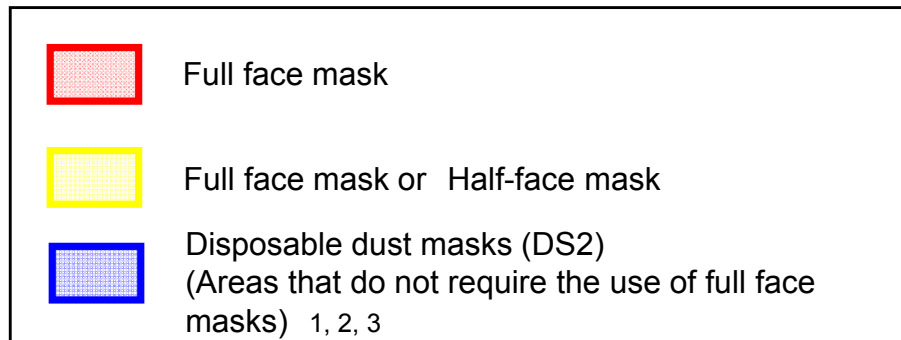 Full face mask
Full face mask or Half-face mask
Disposable dust masks (DS2)
(Areas that do not require the use of full face
masks) 1, 2, 3